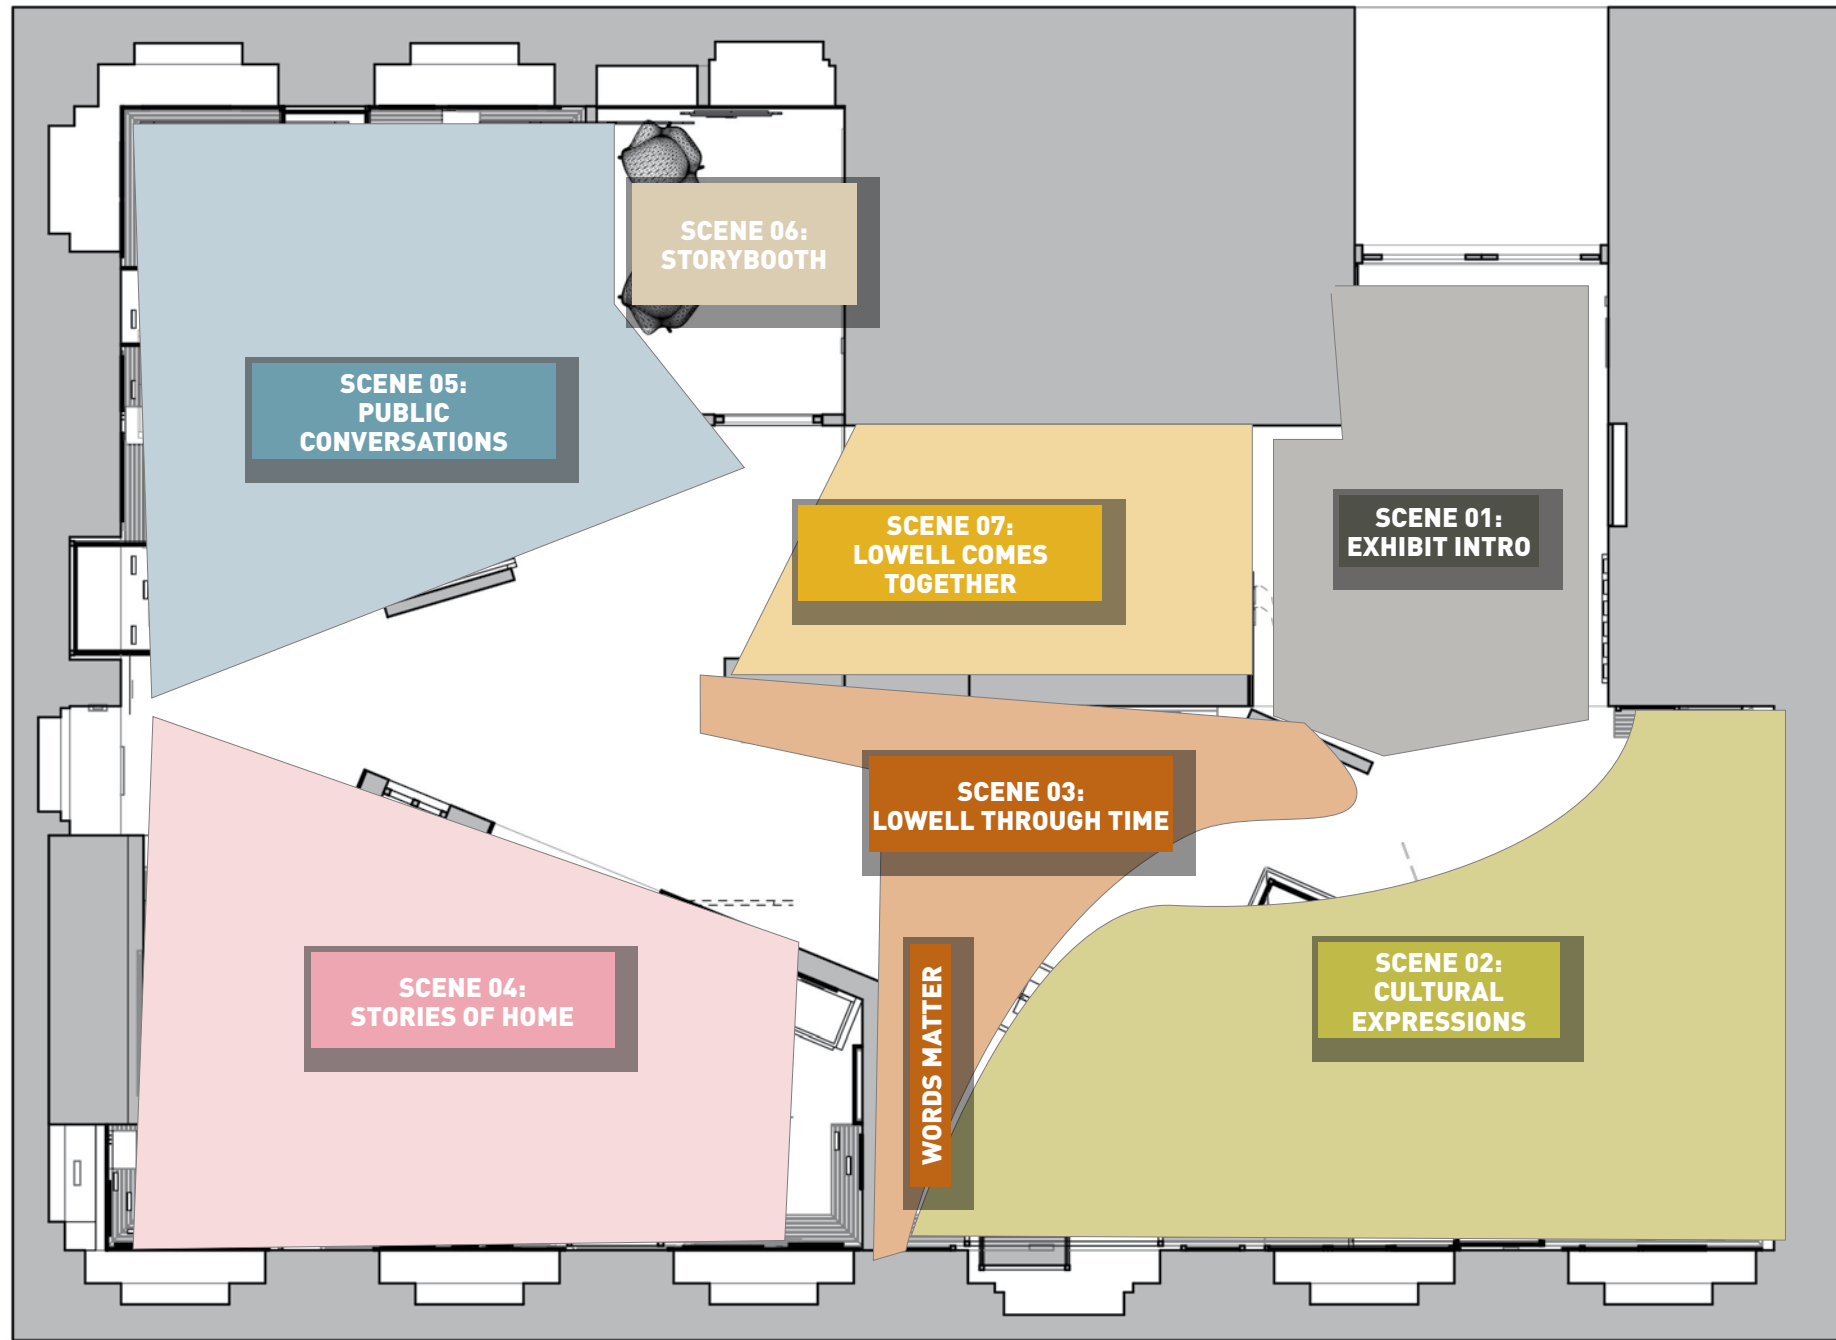 SCENE 06:
STORYBOOTH
SCENE 05:
PUBLIC
CONVERSATIONS
SCENE 07:
LOWELL COMES
TOGETHER
SCENE 01:
EXHIBIT INTRO
SCENE 03:
LOWELL THROUGH TIME
SCENE 04:
STORIES OF HOME
WORDS MATTER
SCENE 02:
CULTURAL
EXPRESSIONS